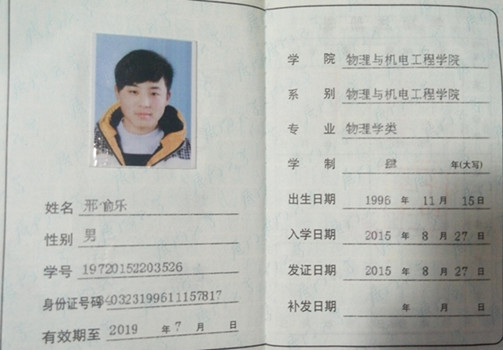 姓名 邢愉乐
性别 男
学号 19720152203526
身份证号码 340323199611157817
有效期至 2019 年 7 月 日
学 院 物理与机电工程学院
系 别 物理与机电工程学院
专 业 物理学类
学 制 肆 年(大写)
出生日期 1996 年 11 月 15 日
入学日期 2015 年 8 月 27 日
发证日期 2015 年 8 月 27 日
补发日期 年 月 日